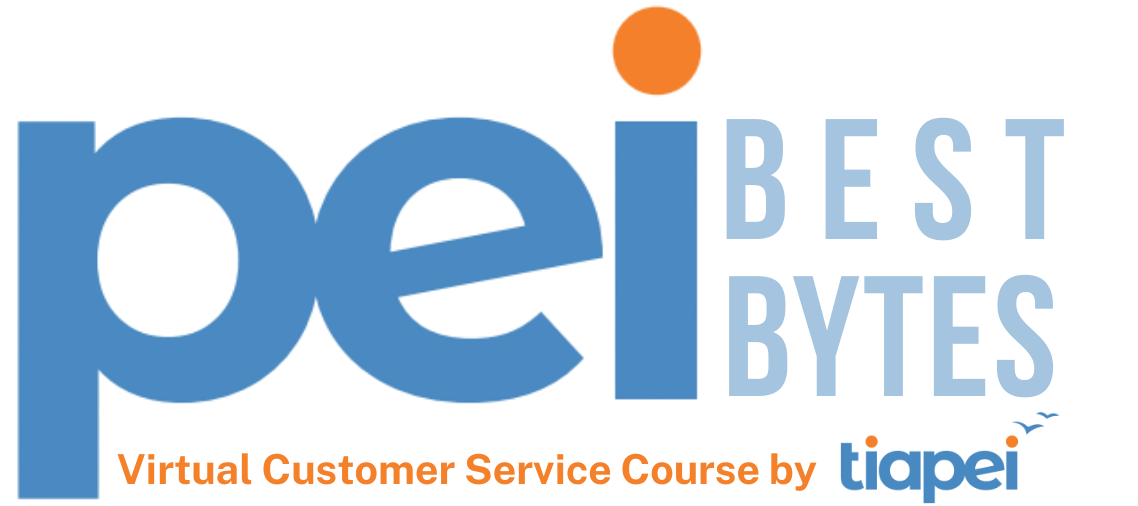 pei
BEST
BYTES
Virtual Customer Service Course by tiapei